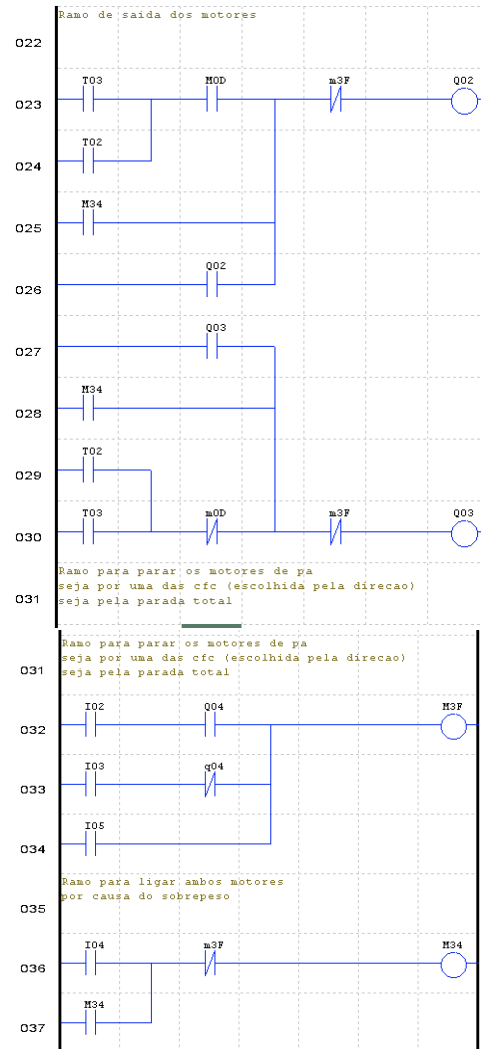 Ramo de saida dos motores
022
T03 M0D m3F Q02
023
T02
024
M34
025
Q02
026
Q03
027
M34
028
T02
029
T03 m0D m3F Q03
030
Ramo para parar os motores de pa
seja por uma das cfc (escolhida pela direcao)
031
seja pela parada total
Ramo para parar os motores de pa
seja por uma das cfc (escolhida pela direcao)
031
seja pela parada total
I02 Q04 M3F
032
I03 q04
033
I05
034
Ramo para ligar ambos motores
por causa do sobrepeso
035
I04 m3F M34
036
M34
037